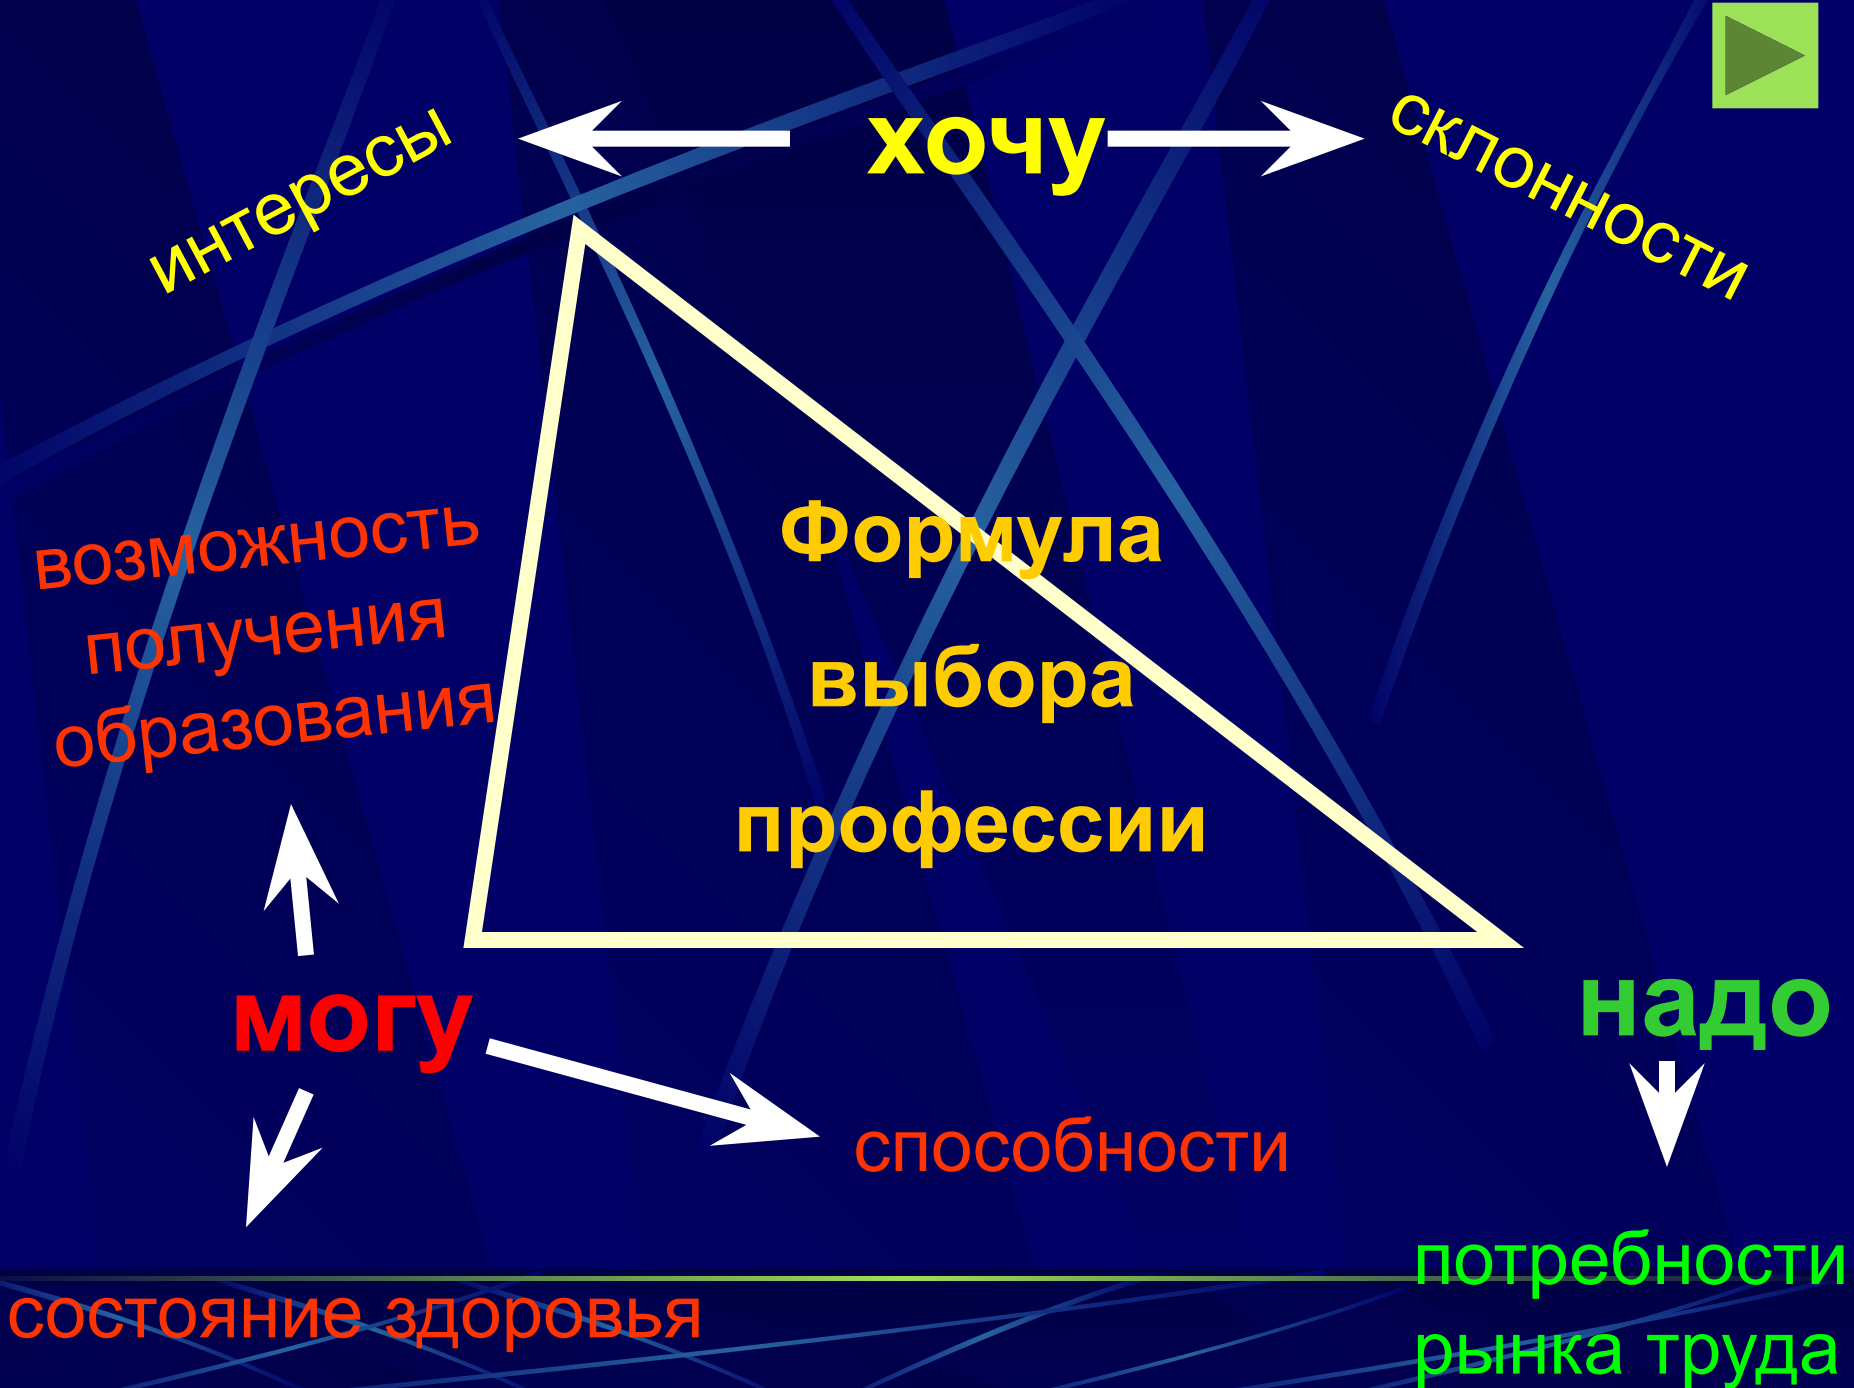 хочу
интересы
склонности
возможность
получения
образования
Формула
выбора
профессии
могу
надо
способности
состояние здоровья
потребности
рынка труда